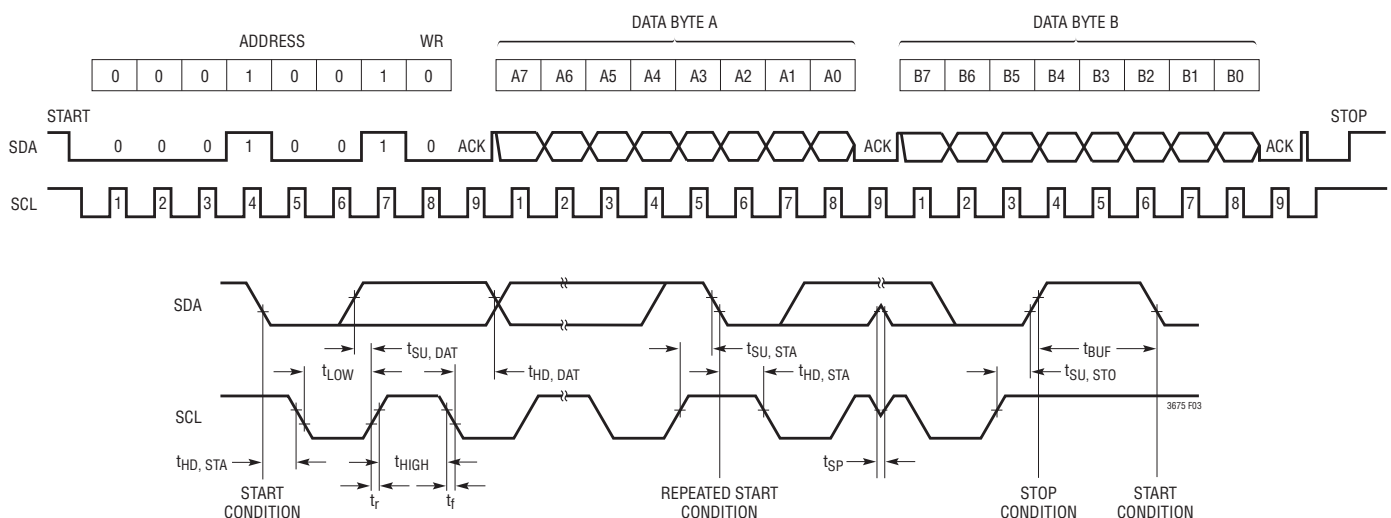 DATA BYTE A DATA BYTE B
ADDRESS WR
0 0 0 1 0 0 1 0 A7 A6 A5 A4 A3 A2 A1 A0 B7 B6 B5 B4 B3 B2 B1 B0
START STOP
SDA 0 0 0 1 0 0 1 0 ACK ACK ACK
SCL 1 2 3 4 5 6 7 8 9 1 2 3 4 5 6 7 8 9 1 2 3 4 5 6 7 8 9
SDA
tSU, DAT tSU, STA tBUF
tLOW tHD, DAT tHD, STA tSU, STO
SCL 3675 F03
tHD, STA tHIGH tSP
tr tf
START CONDITION REPEATED START CONDITION STOP CONDITION START CONDITION